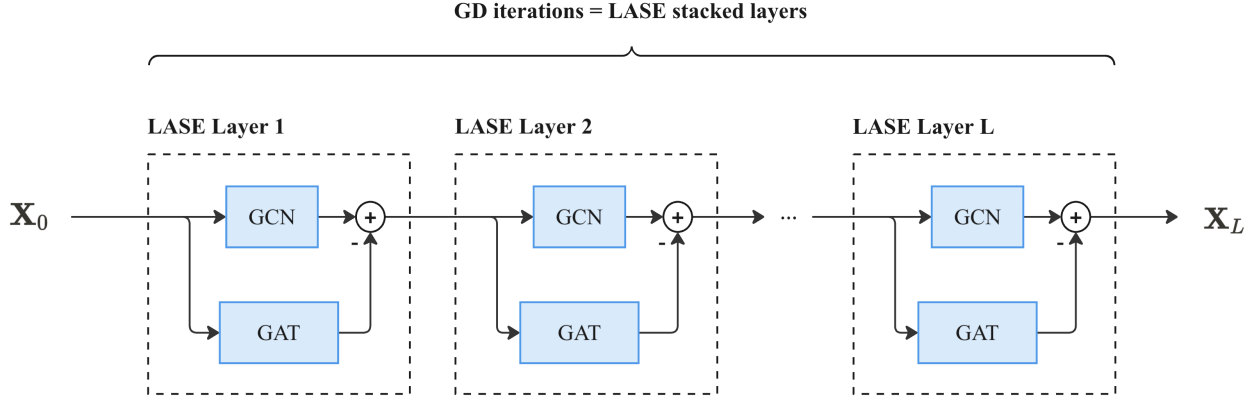 GD iterations = LASE stacked layers
LASE Layer 1
LASE Layer 2
LASE Layer L
X₀
GCN
+
GCN
+
...
GCN
+
X_L
-
-
-
GAT
GAT
GAT